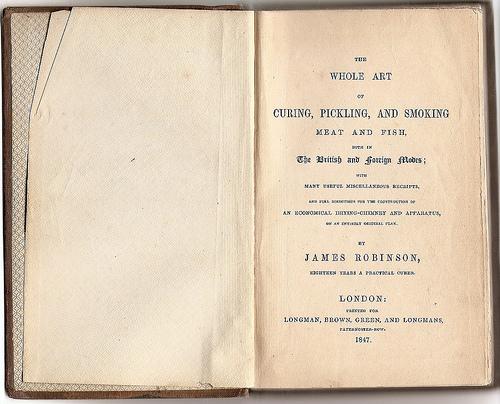 THE
WHOLE ART
OF
CURING, PICKLING, AND SMOKING
MEAT AND FISH,
BOTH IN
The British and Foreign Modes;
WITH
MANY USEFUL MISCELLANEOUS RECEIPTS,
AND FULL DIRECTIONS FOR THE CONSTRUCTION OF
AN ECONOMICAL DRYING-CHIMNEY AND APPARATUS,
ON AN ENTIRELY ORIGINAL PLAN.
BY
JAMES ROBINSON,
EIGHTEEN YEARS A PRACTICAL CURER.
LONDON:
PRINTED FOR
LONGMAN, BROWN, GREEN, AND LONGMANS,
PATERNOSTER-ROW.
1847.